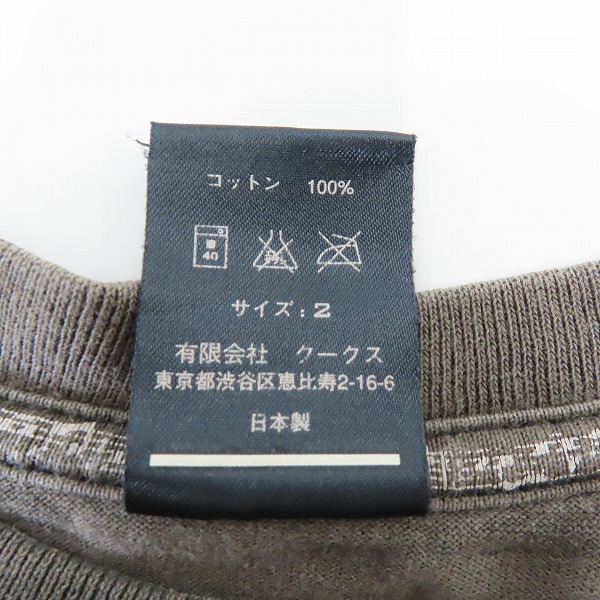 コットン 100%
40
サイズ: 2
有限会社 クークス
東京都渋谷区恵比寿2-16-6
日本製